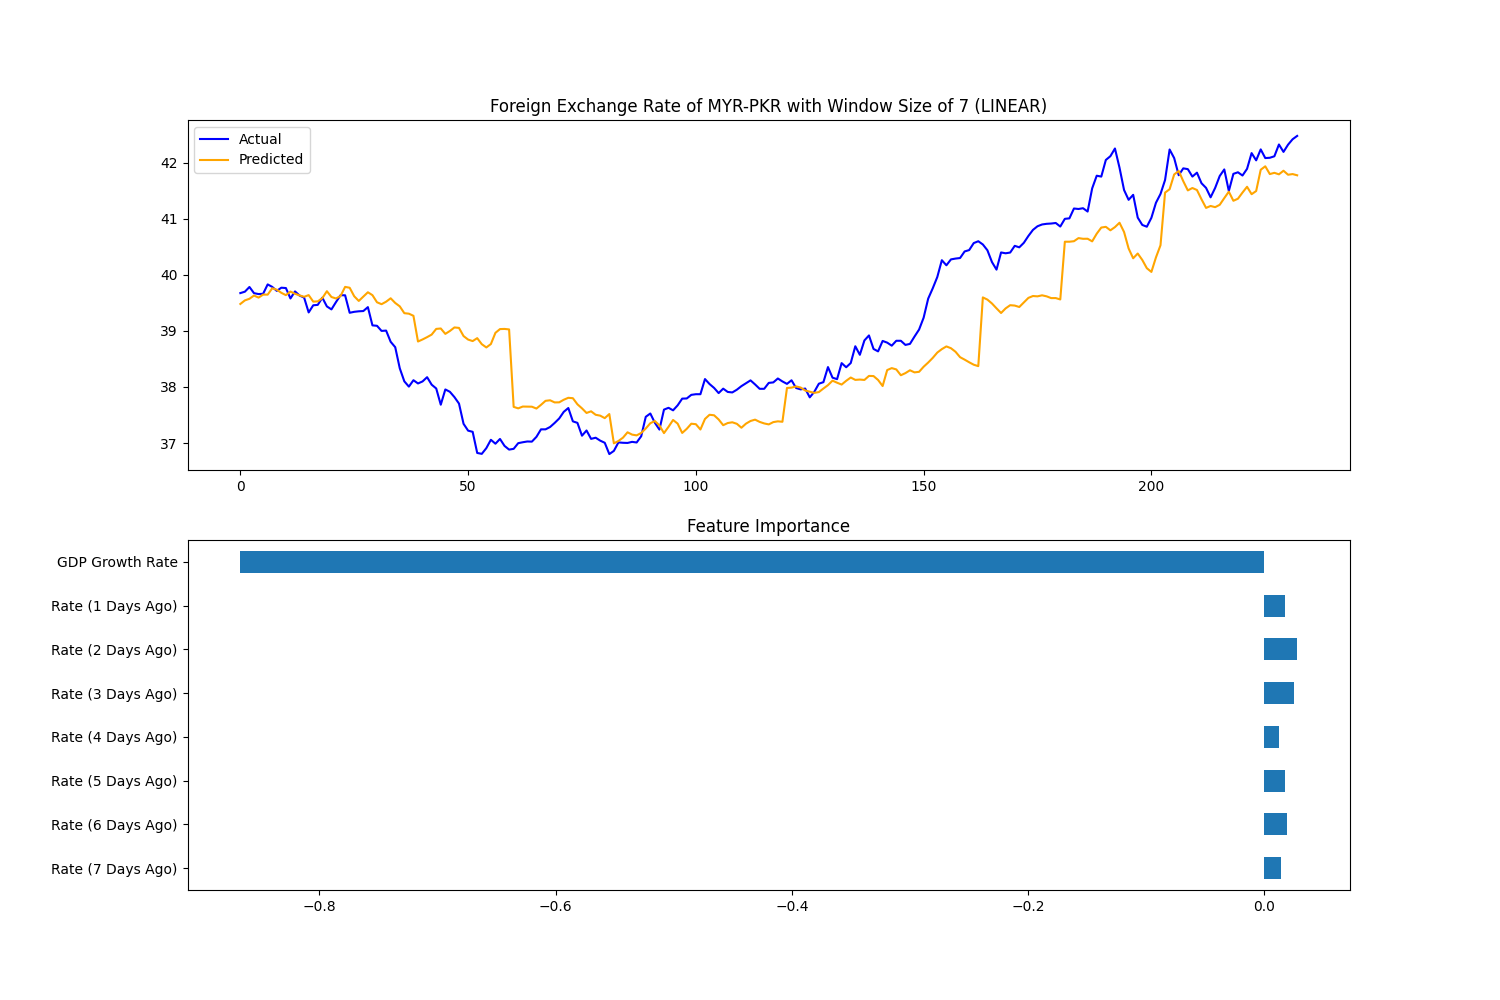 Foreign Exchange Rate of MYR-PKR with Window Size of 7 (LINEAR)
Actual
Predicted
42
41
40
39
38
37
0 50 100 150 200
Feature Importance
GDP Growth Rate
Rate (1 Days Ago)
Rate (2 Days Ago)
Rate (3 Days Ago)
Rate (4 Days Ago)
Rate (5 Days Ago)
Rate (6 Days Ago)
Rate (7 Days Ago)
−0.8 −0.6 −0.4 −0.2 0.0